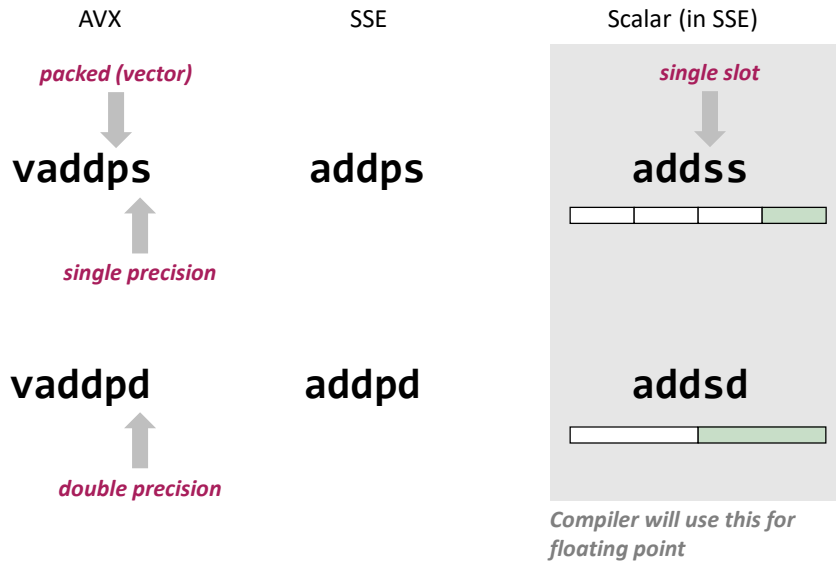 AVX SSE Scalar (in SSE)
packed (vector) single slot
vaddps addps addss
single precision
vaddpd addpd addsd
double precision
Compiler will use this for
floating point